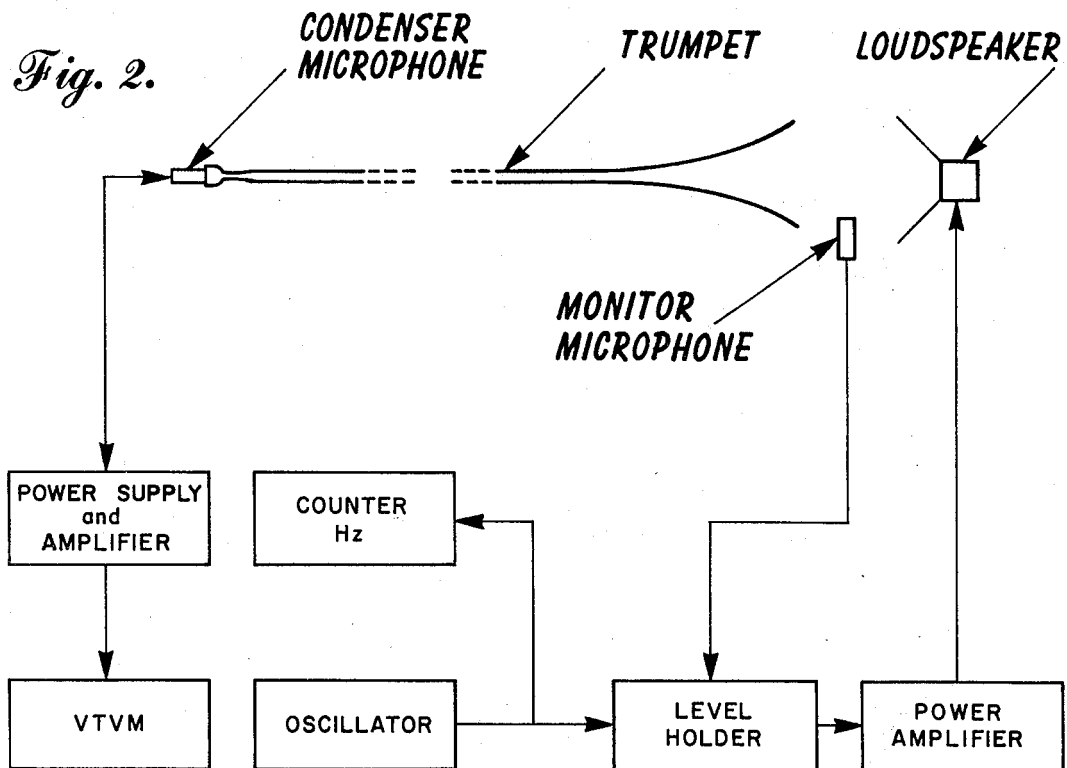 Fig. 2.
CONDENSER
MICROPHONE
TRUMPET
LOUDSPEAKER
MONITOR
MICROPHONE
POWER SUPPLY
and
AMPLIFIER
COUNTER
Hz
VTVM
OSCILLATOR
LEVEL
HOLDER
POWER
AMPLIFIER